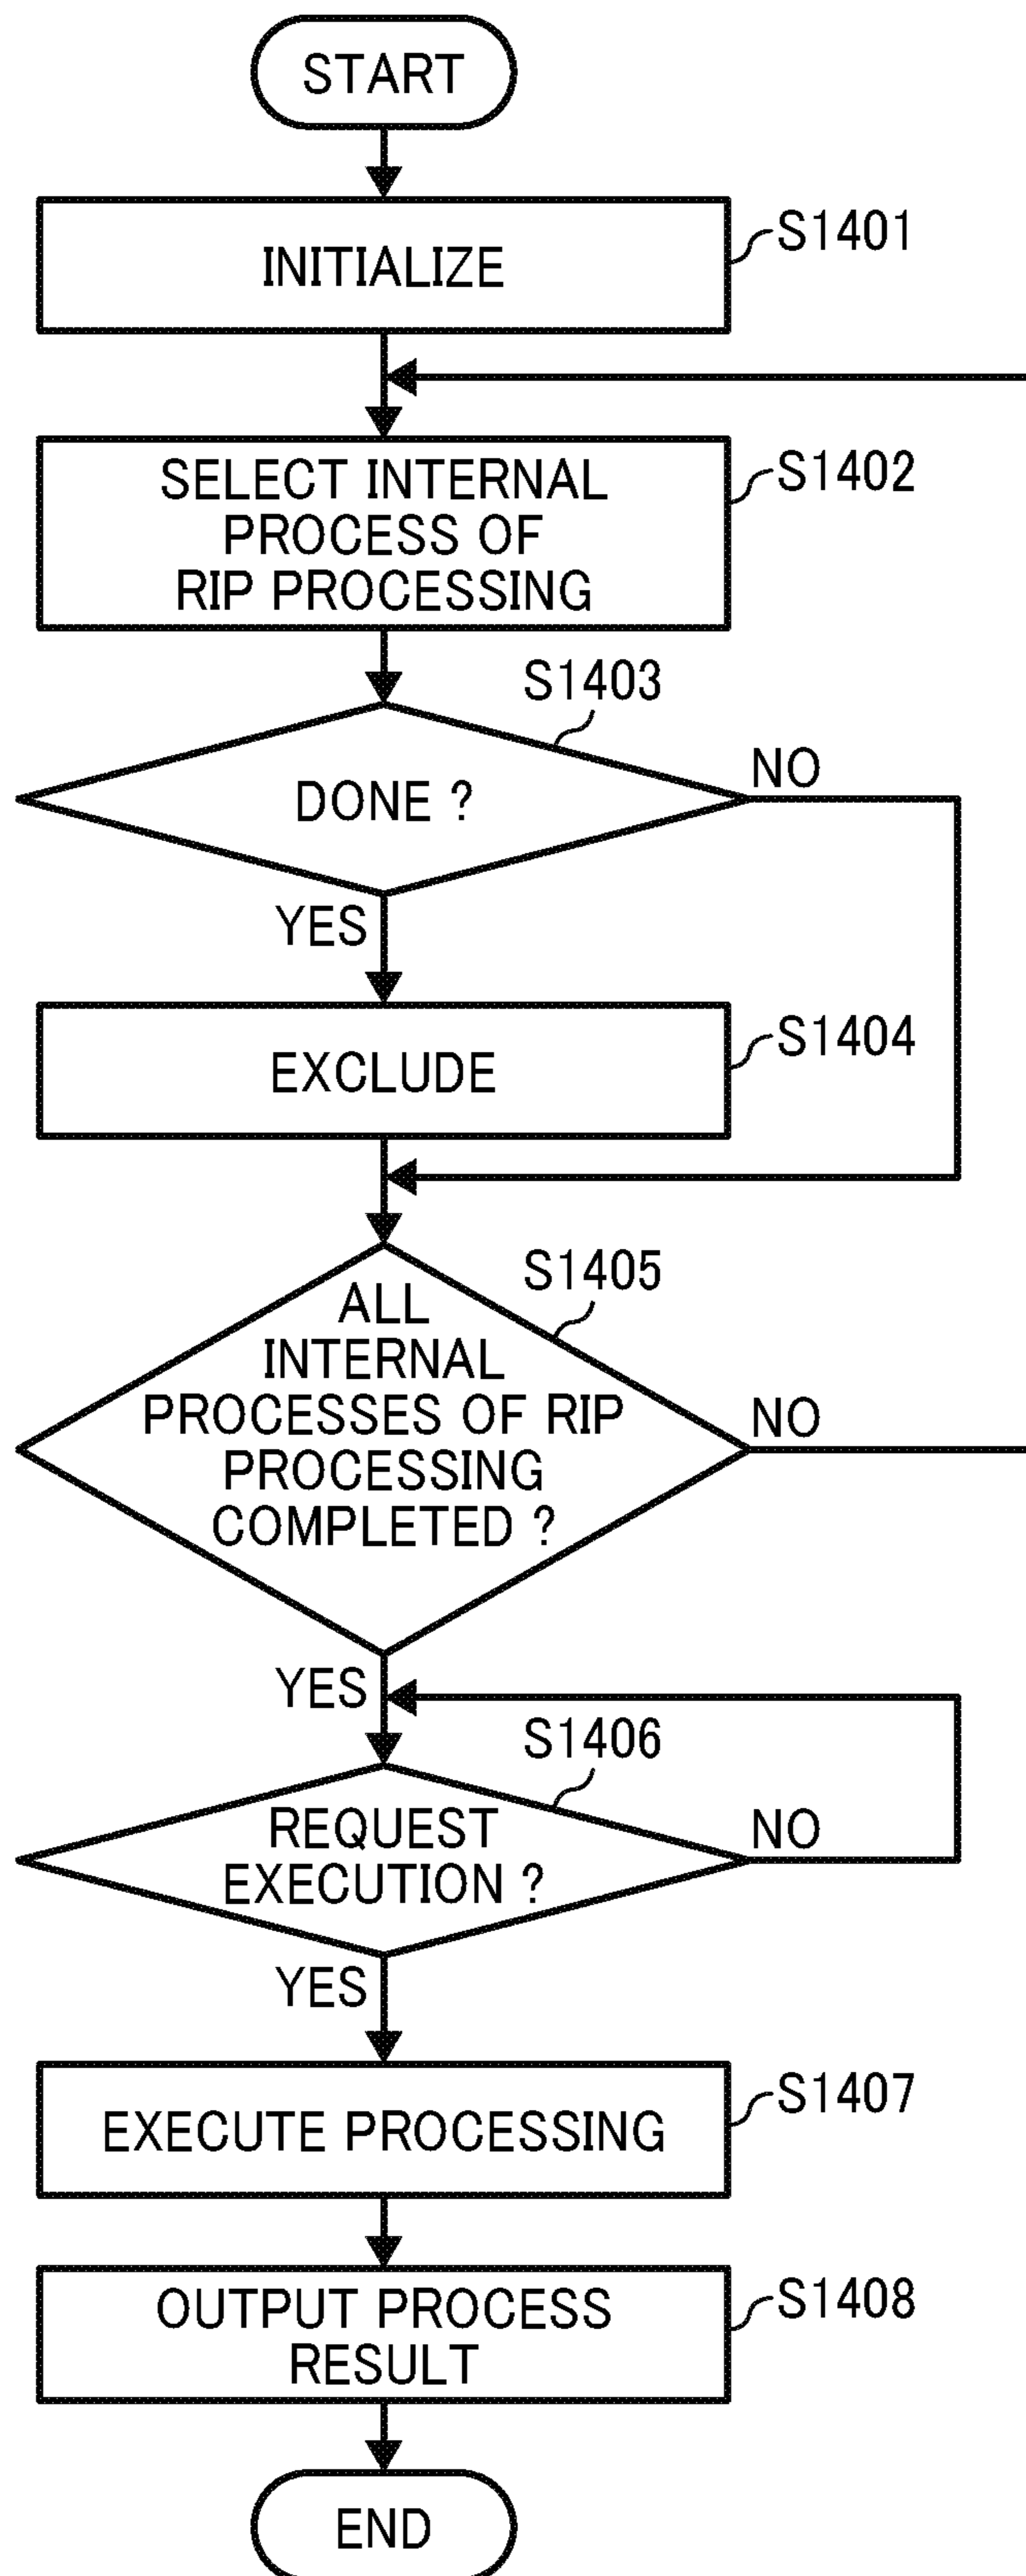 START
INITIALIZE
S1401
SELECT INTERNAL
PROCESS OF
RIP PROCESSING
S1402
S1403
DONE ?
NO
YES
EXCLUDE
S1404
S1405
ALL
INTERNAL
PROCESSES OF RIP
PROCESSING
COMPLETED ?
NO
YES
S1406
REQUEST
EXECUTION ?
NO
YES
EXECUTE PROCESSING
S1407
OUTPUT PROCESS
RESULT
S1408
END